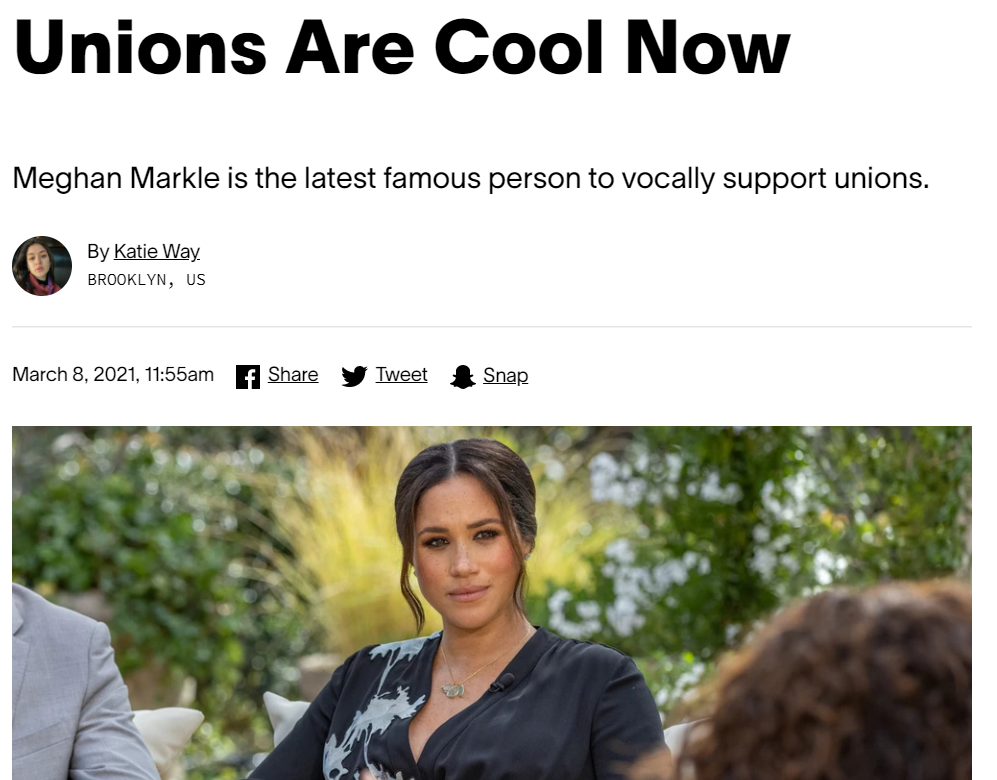 Unions Are Cool Now
Meghan Markle is the latest famous person to vocally support unions.
By Katie Way
BROOKLYN, US
March 8, 2021, 11:55am Share Tweet Snap